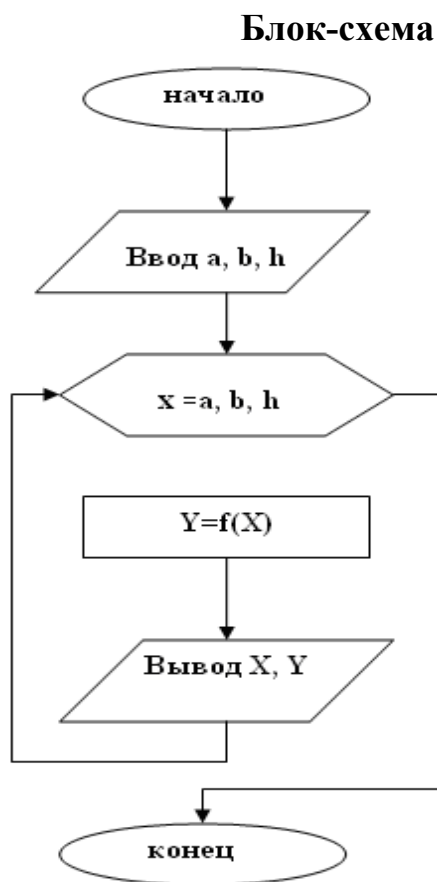 Блок-схема
начало
Ввод a, b, h
x =a, b, h
Y=f(X)
Вывод X, Y
конец